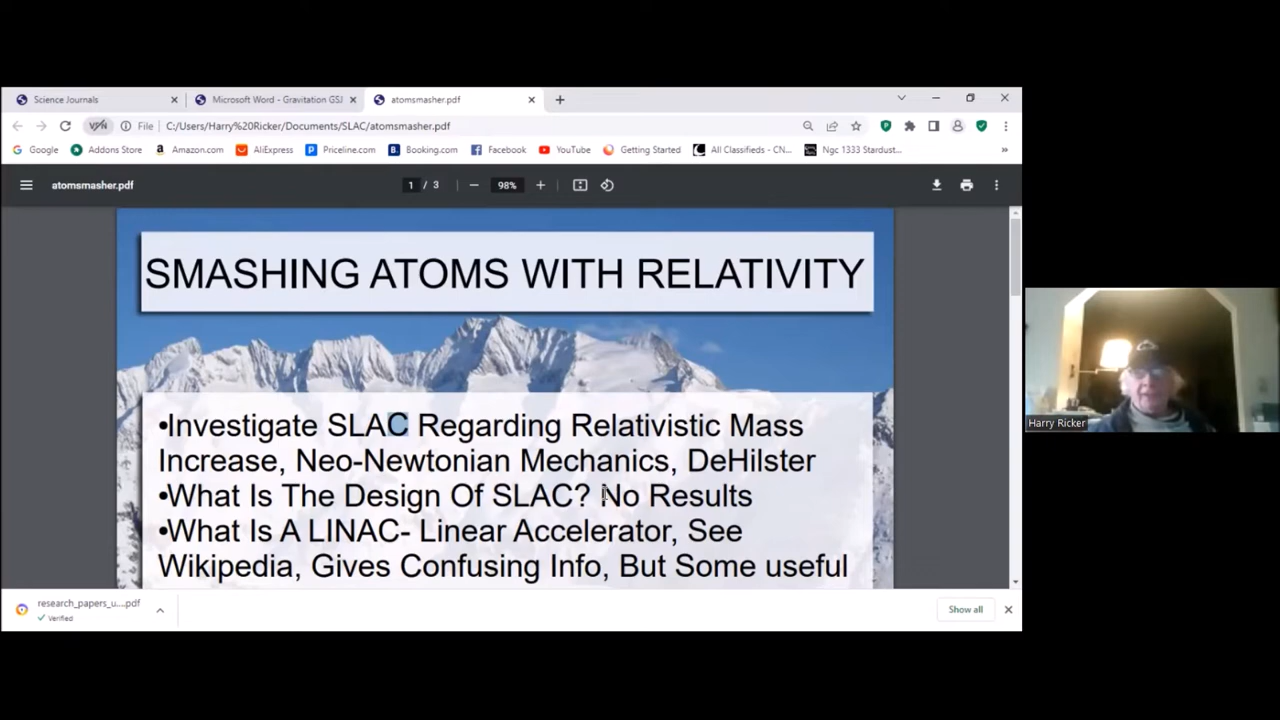 Science Journals
Microsoft Word - Gravitation GSJ
atomsmasher.pdf
VPN
File
C:/Users/Harry%20Ricker/Documents/SLAC/atomsmasher.pdf
Google
Addons Store
Amazon.com
AliExpress
Priceline.com
Booking.com
Facebook
YouTube
Getting Started
All Classifieds - CN...
Ngc 1333 Stardust...
atomsmasher.pdf
1 / 3
98%
SMASHING ATOMS WITH RELATIVITY
•Investigate SLAC Regarding Relativistic Mass
Increase, Neo-Newtonian Mechanics, DeHilster
•What Is The Design Of SLAC? No Results
•What Is A LINAC- Linear Accelerator, See
Wikipedia, Gives Confusing Info, But Some useful
Harry Ricker
research_papers_u....pdf
Verified
Show all